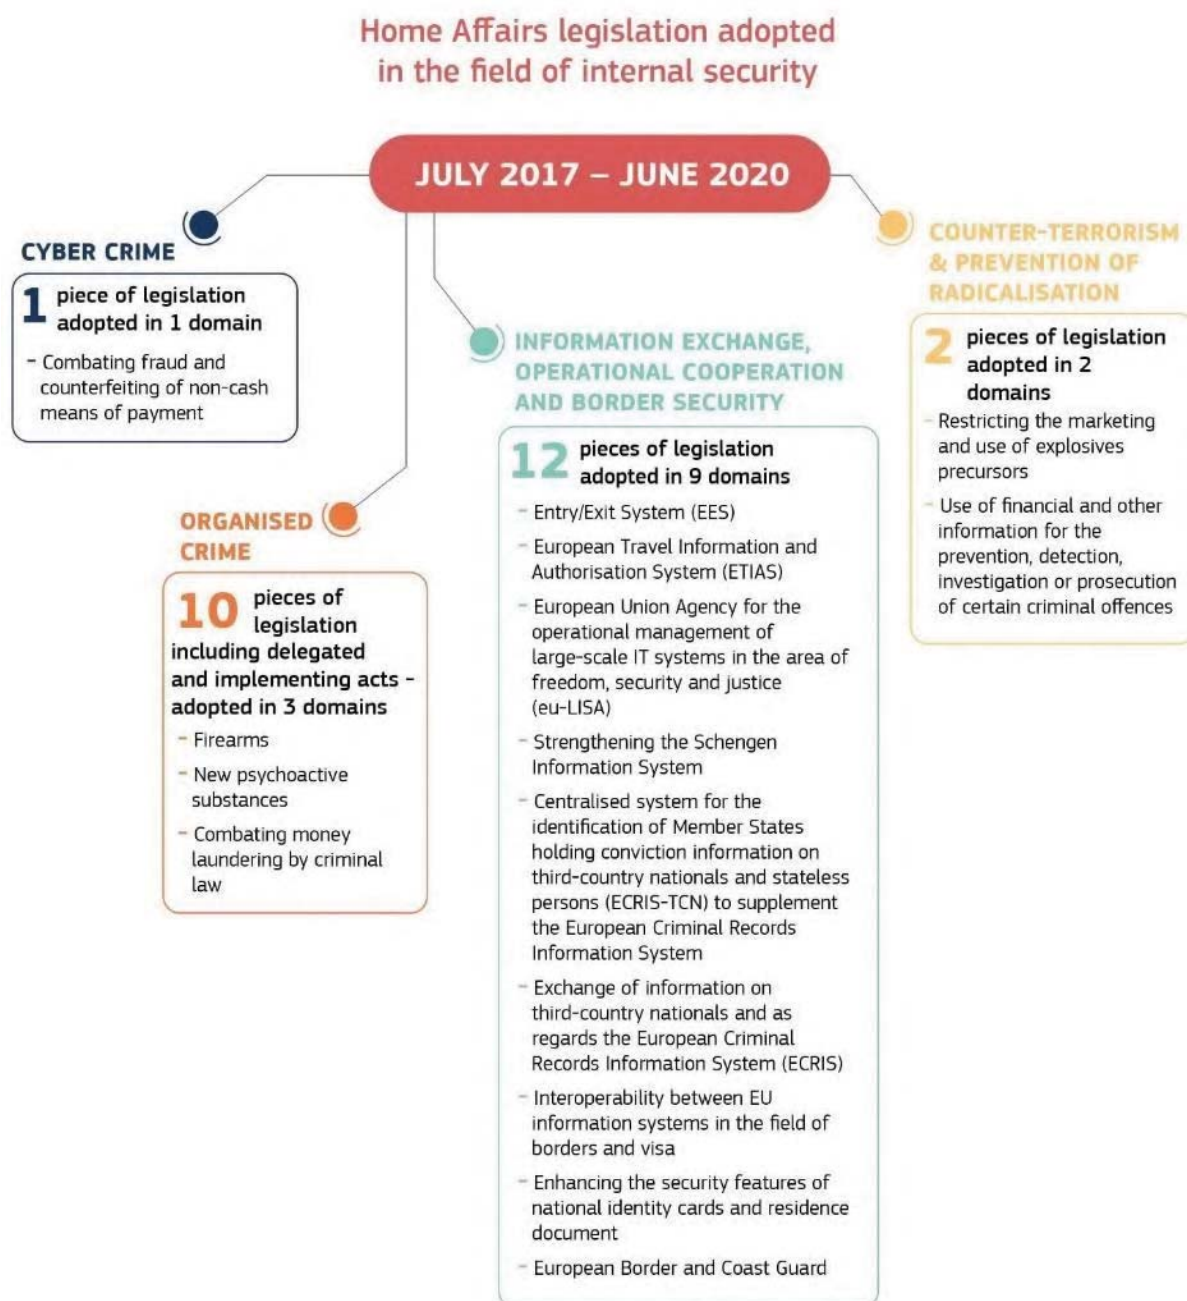 Home Affairs legislation adopted
in the field of internal security
JULY 2017 – JUNE 2020
CYBER CRIME
1 piece of legislation
adopted in 1 domain
- Combating fraud and
counterfeiting of non-cash
means of payment
ORGANISED
CRIME
10 pieces of
legislation
including delegated
and implementing acts -
adopted in 3 domains
- Firearms
- New psychoactive
substances
- Combating money
laundering by criminal
law
INFORMATION EXCHANGE,
OPERATIONAL COOPERATION
AND BORDER SECURITY
12 pieces of legislation
adopted in 9 domains
- Entry/Exit System (EES)
- European Travel Information and
Authorisation System (ETIAS)
- European Union Agency for the
operational management of
large-scale IT systems in the area of
freedom, security and justice
(eu-LISA)
- Strengthening the Schengen
Information System
- Centralised system for the
identification of Member States
holding conviction information on
third-country nationals and stateless
persons (ECRIS-TCN) to supplement
the European Criminal Records
Information System
- Exchange of information on
third-country nationals and as
regards the European Criminal
Records Information System (ECRIS)
- Interoperability between EU
information systems in the field of
borders and visa
- Enhancing the security features of
national identity cards and residence
document
- European Border and Coast Guard
COUNTER-TERRORISM
& PREVENTION OF
RADICALISATION
2 pieces of legislation
adopted in 2
domains
- Restricting the marketing
and use of explosives
precursors
- Use of financial and other
information for the
prevention, detection,
investigation or prosecution
of certain criminal offences